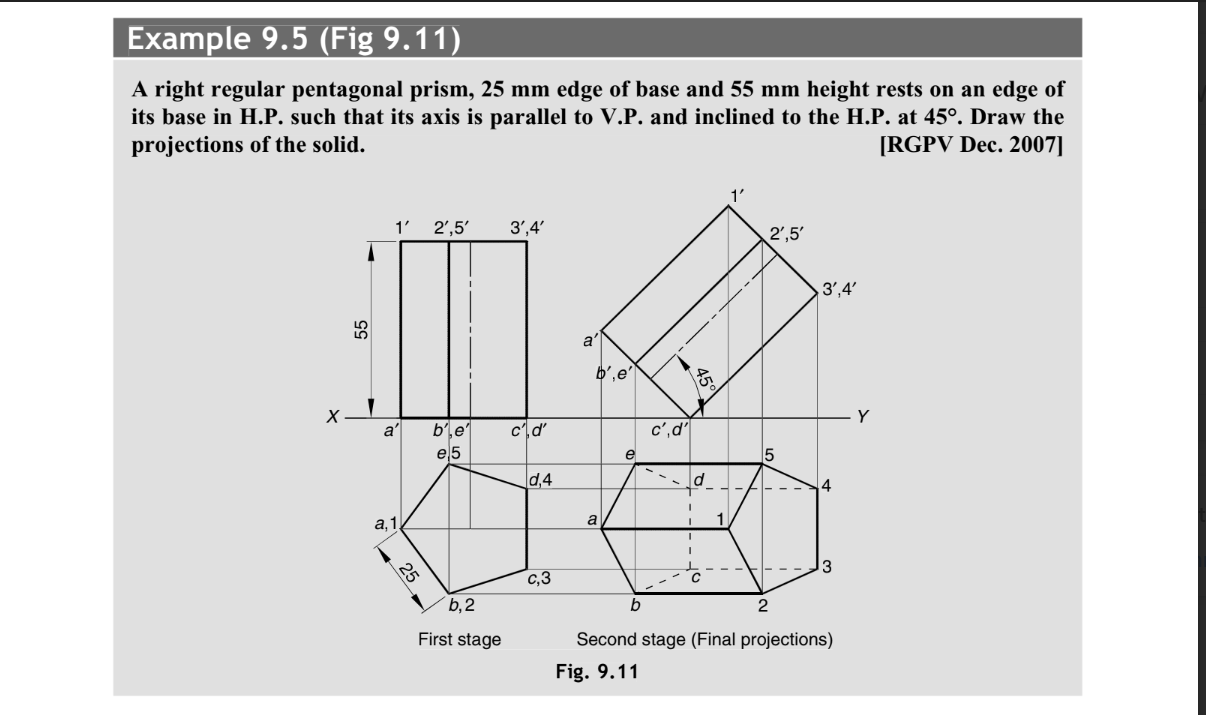 Example 9.5 (Fig 9.11)
A right regular pentagonal prism, 25 mm edge of base and 55 mm height rests on an edge of
its base in H.P. such that its axis is parallel to V.P. and inclined to the H.P. at 45°. Draw the
projections of the solid. [RGPV Dec. 2007]
1′
1′ 2′,5′ 3′,4′
2′,5′
3′,4′
55
a′
b′,e′
45°
X
Y
a′ b′,e′ c′,d′
c′,d′
e,5
e
5
d,4
d
4
a,1
a
1
25
c,3
c
3
b,2
b
2
First stage
Second stage (Final projections)
Fig. 9.11